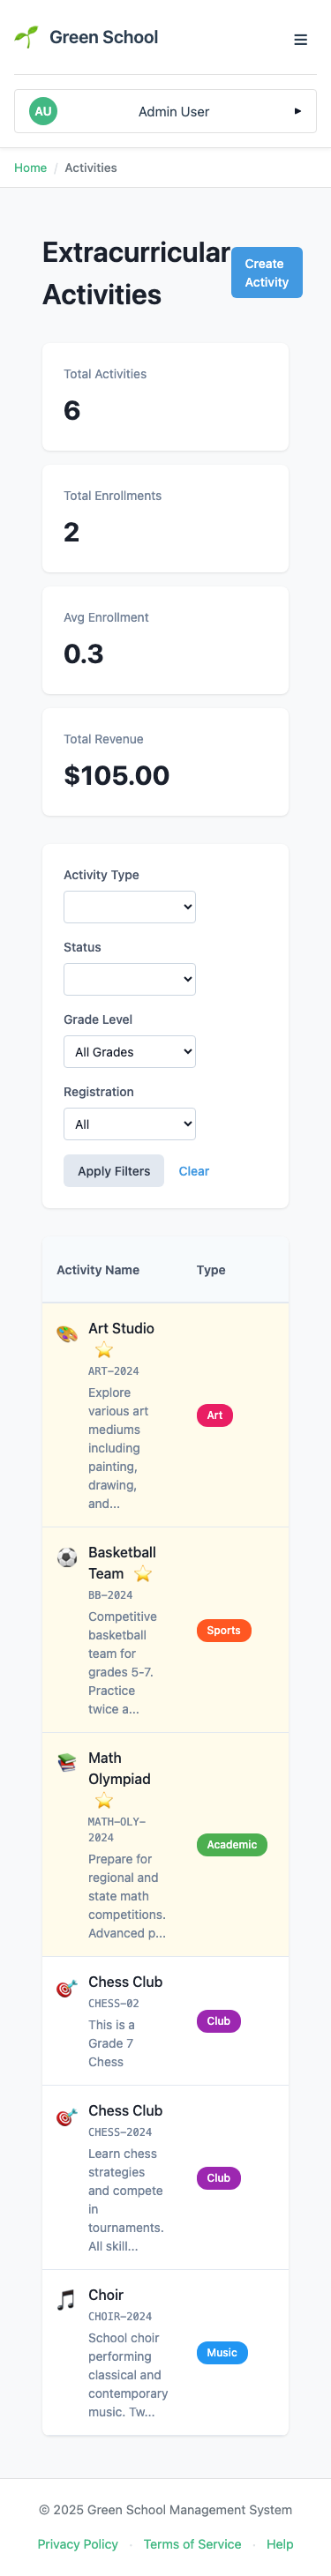 Green School
AU Admin User
Home / Activities
Extracurricular
Activities
Create
Activity
Total Activities
6
Total Enrollments
2
Avg Enrollment
0.3
Total Revenue
$105.00
Activity Type
Status
Grade Level
All Grades
Registration
All
Apply Filters Clear
Activity Name Type
Art Studio
ART-2024
Explore
various art
mediums
including
painting,
drawing,
and...
Art
Basketball
Team
BB-2024
Competitive
basketball
team for
grades 5-7.
Practice
twice a...
Sports
Math
Olympiad
MATH-OLY-
2024
Prepare for
regional and
state math
competitions.
Advanced p...
Academic
Chess Club
CHESS-02
This is a
Grade 7
Chess
Club
Chess Club
CHESS-2024
Learn chess
strategies
and compete
in
tournaments.
All skill...
Club
Choir
CHOIR-2024
School choir
performing
classical and
contemporary
music. Tw...
Music
© 2025 Green School Management System
Privacy Policy · Terms of Service · Help